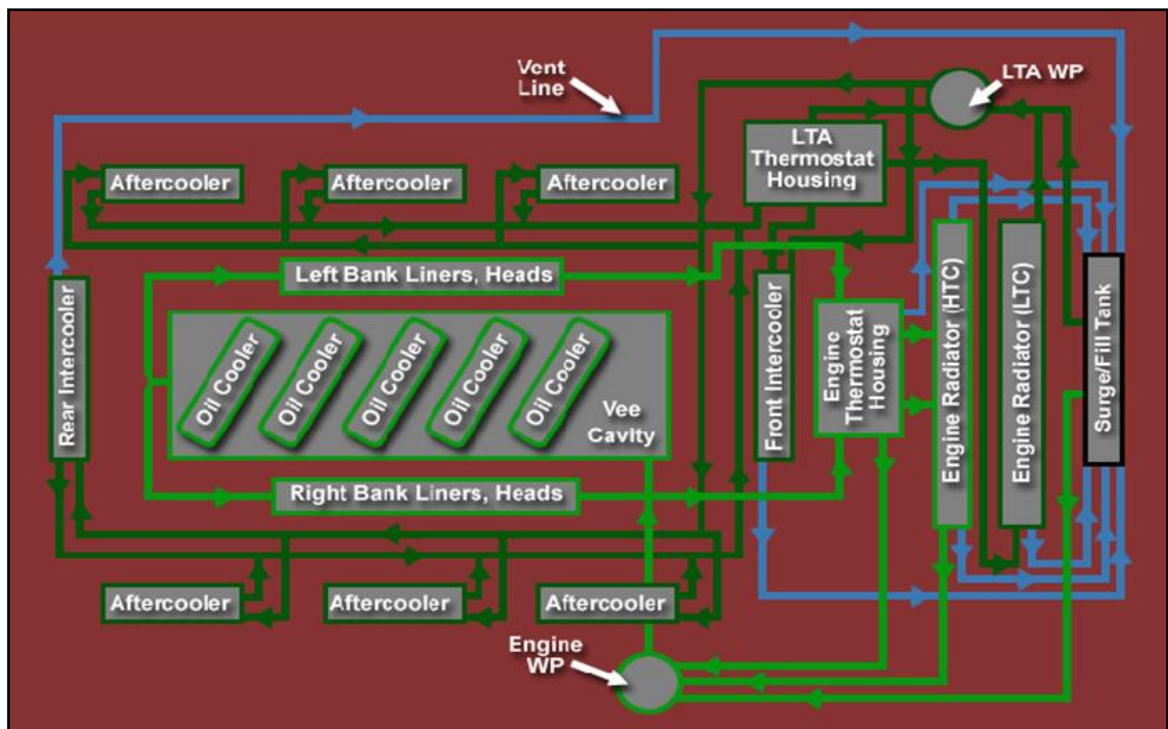 Vent
Line
LTA WP
LTA
Thermostat
Housing
Aftercooler
Aftercooler
Aftercooler
Left Bank Liners, Heads
Rear Intercooler
Oil Cooler
Oil Cooler
Oil Cooler
Oil Cooler
Oil Cooler
Vee
Cavity
Front Intercooler
Engine
Thermostat
Housing
Engine Radiator (HTC)
Engine Radiator (LTC)
Surge/Fill Tank
Right Bank Liners, Heads
Aftercooler
Aftercooler
Aftercooler
Engine
WP